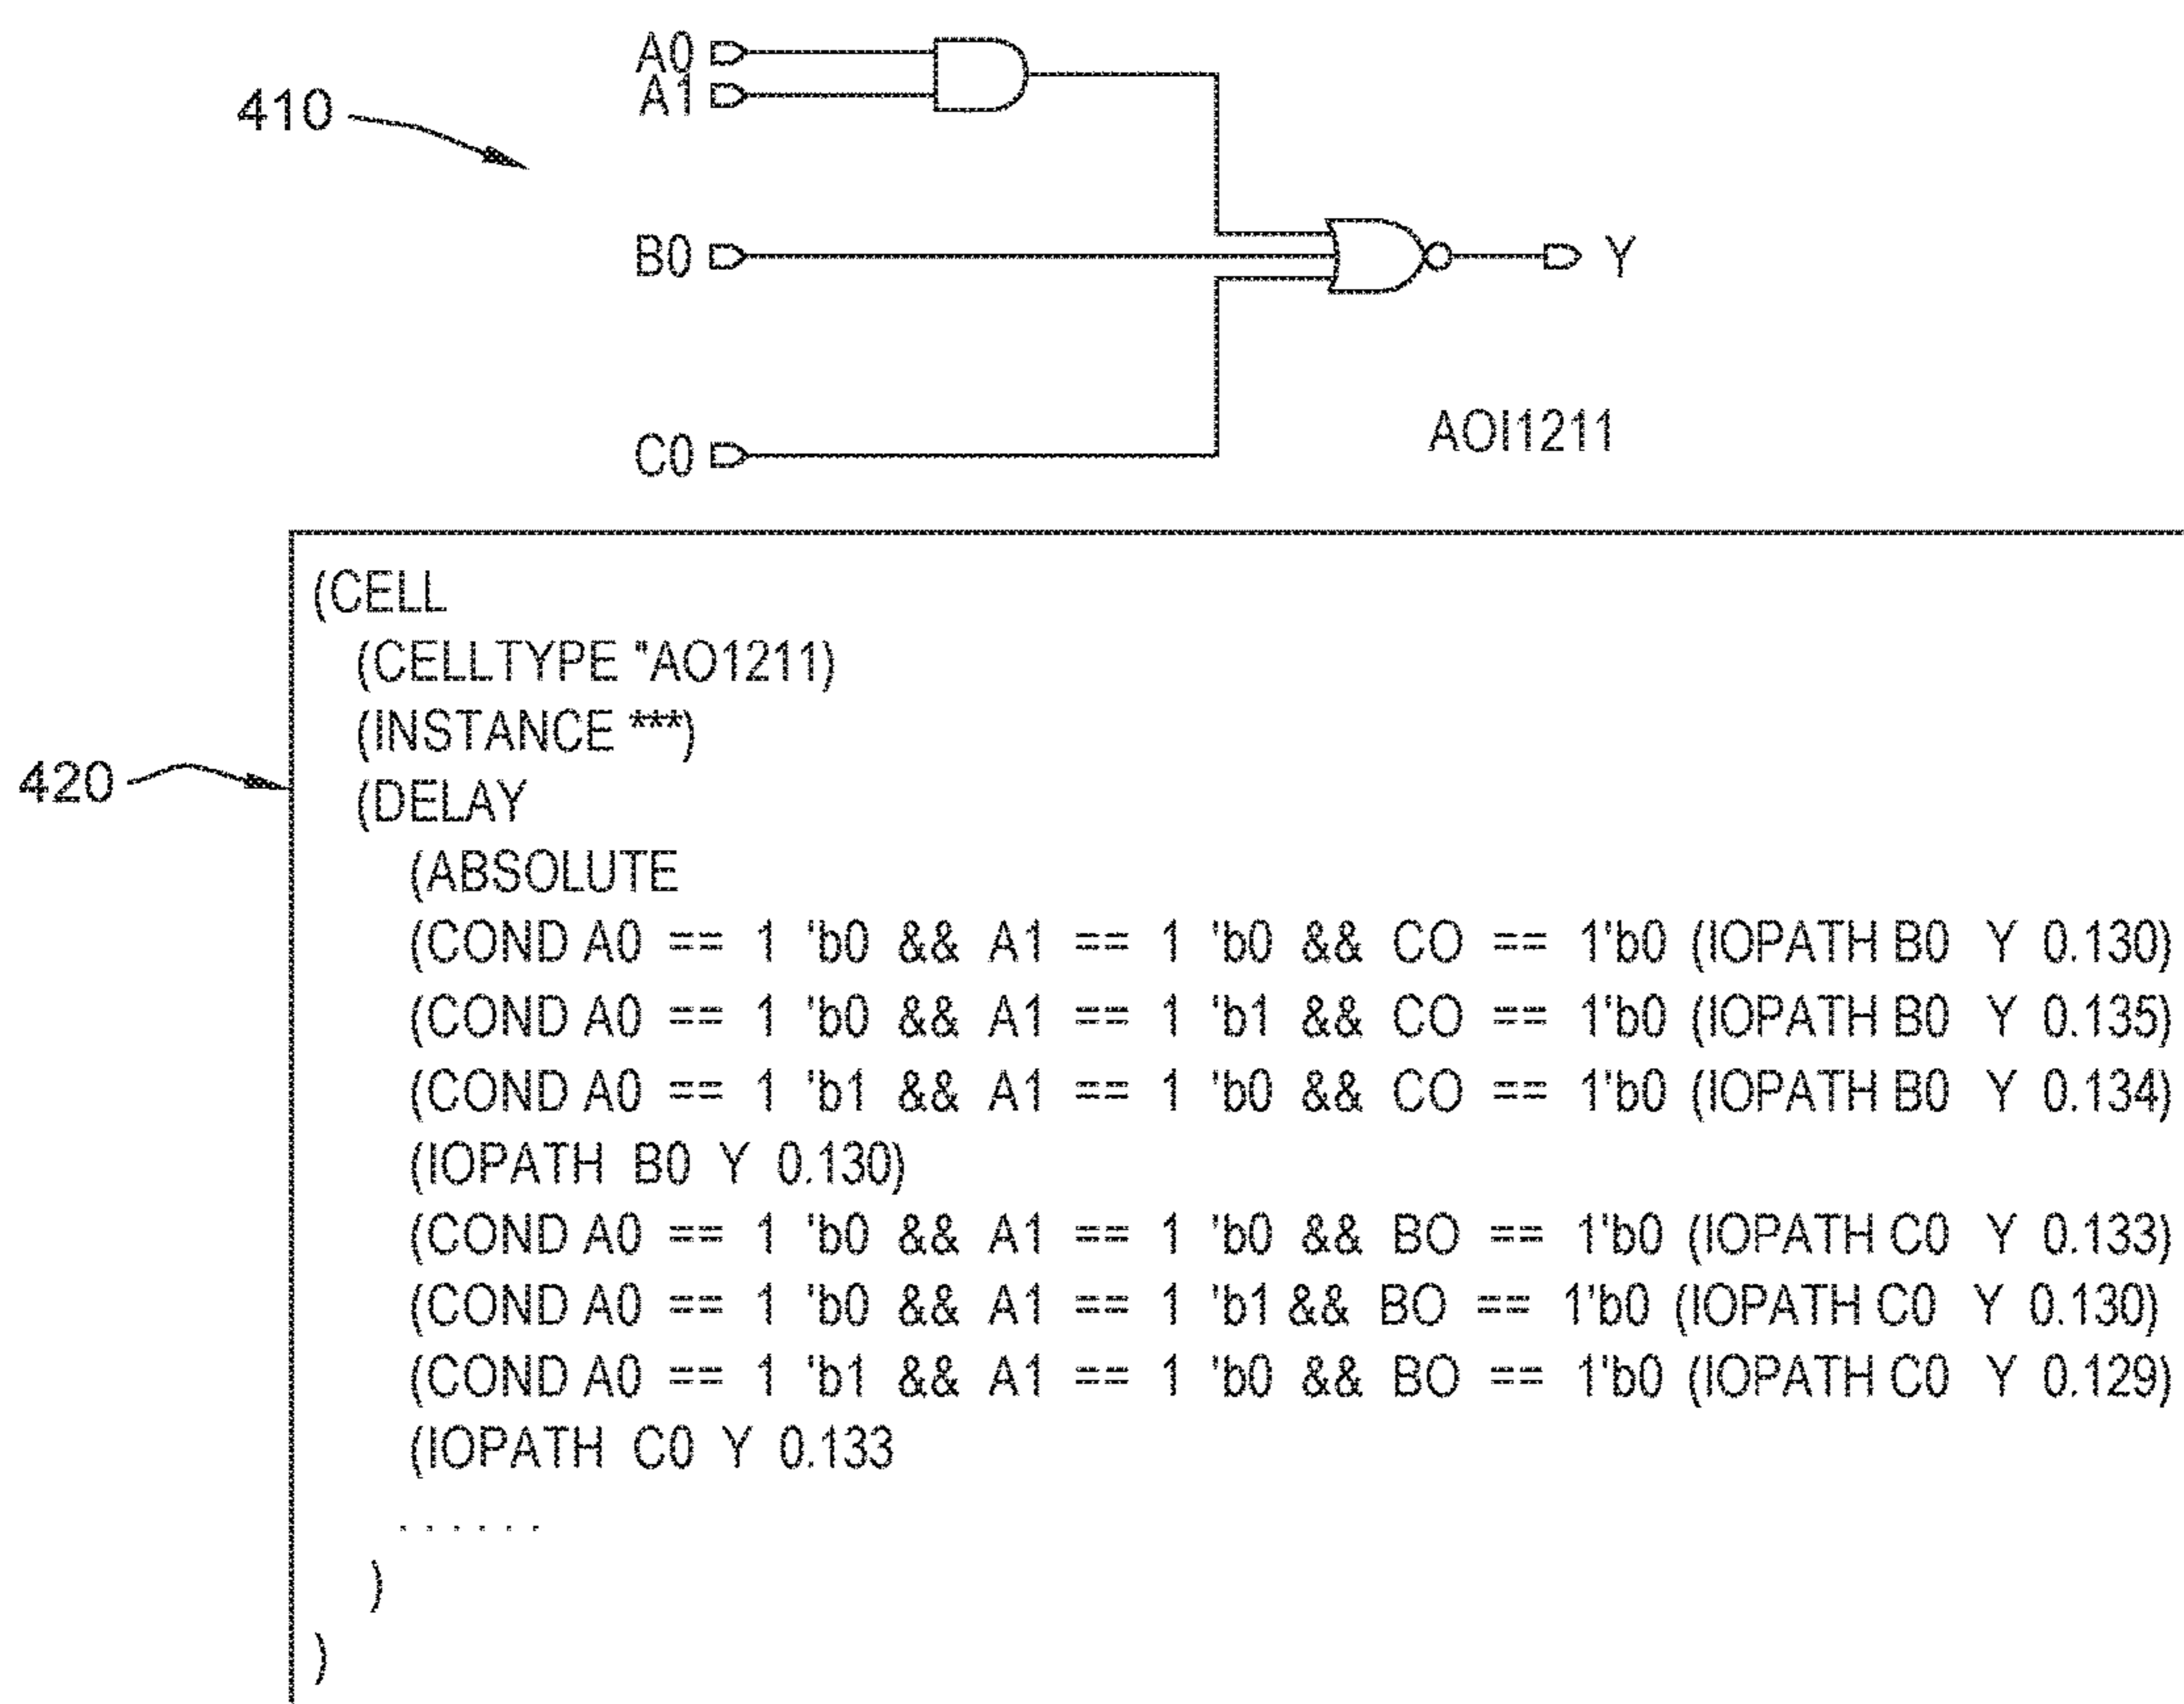 A0
A1
410
B0
Y
C0
AOI1211
(CELL
(CELLTYPE "AO1211)
(INSTANCE ***)
420
(DELAY
(ABSOLUTE
(COND A0 == 1 'b0 && A1 == 1 'b0 && CO == 1'b0 (IOPATH B0 Y 0.130)
(COND A0 == 1 'b0 && A1 == 1 'b1 && CO == 1'b0 (IOPATH B0 Y 0.135)
(COND A0 == 1 'b1 && A1 == 1 'b0 && CO == 1'b0 (IOPATH B0 Y 0.134)
(IOPATH B0 Y 0.130)
(COND A0 == 1 'b0 && A1 == 1 'b0 && BO == 1'b0 (IOPATH C0 Y 0.133)
(COND A0 == 1 'b0 && A1 == 1 'b1 && BO == 1'b0 (IOPATH C0 Y 0.130)
(COND A0 == 1 'b1 && A1 == 1 'b0 && BO == 1'b0 (IOPATH C0 Y 0.129)
(IOPATH C0 Y 0.133
. . . . . .
)
)